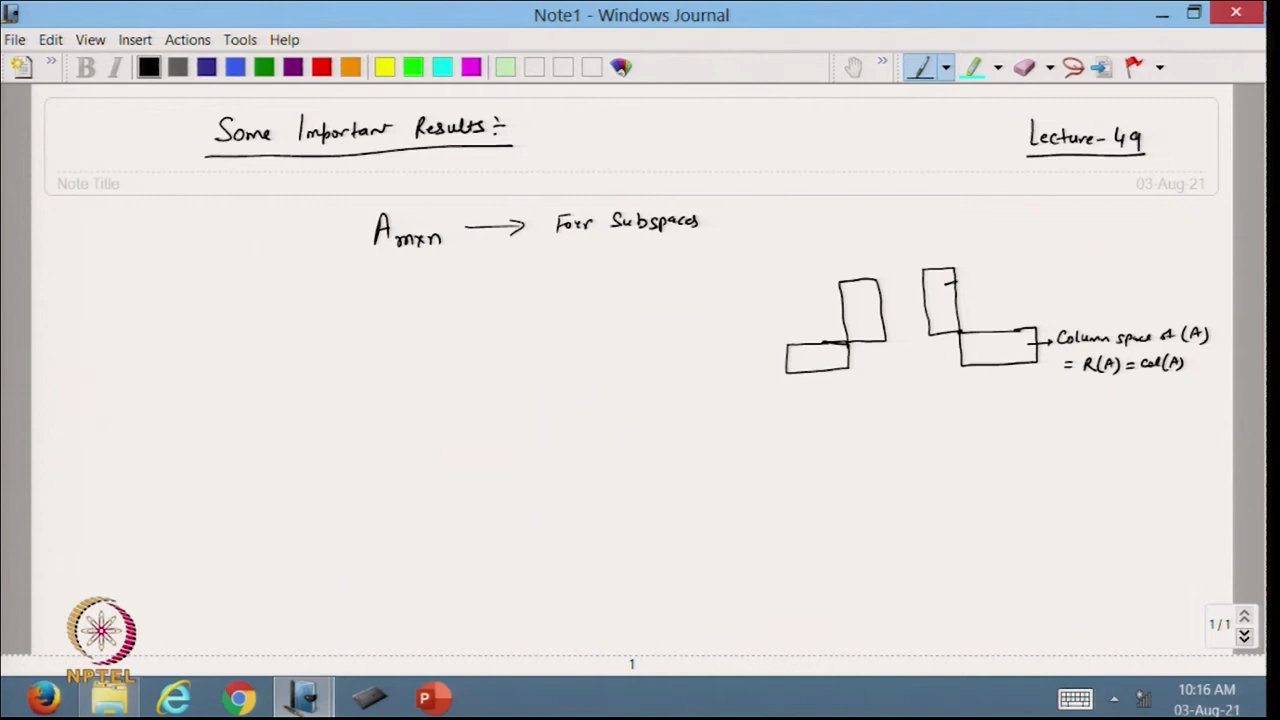 Note1 - Windows Journal
File Edit View Insert Actions Tools Help
B I
Some Important Results :-
Lecture-49
Note Title
03-Aug-21
Amxn → Four Subspaces
Column space of (A)
= R(A) = Col(A)
1/1
NPTEL
1
10:16 AM
03-Aug-21